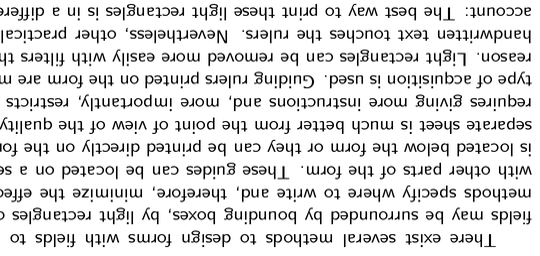 There exist several methods to design forms with fields to
fields may be surrounded by bounding boxes, by light rectangles
methods specify where to write and, therefore, minimize the effec
with other parts of the form. These guides can be located on a se
is located below the form or they can be printed directly on the fo
separate sheet is much better from the point of view of the quality
requires giving more instructions and, more importantly, restricts
type of acquisition is used. Guiding rulers printed on the form are m
reason. Light rectangles can be removed more easily with filters th
handwritten text touches the rulers. Nevertheless, other practical
account: The best way to print these light rectangles is in a differe